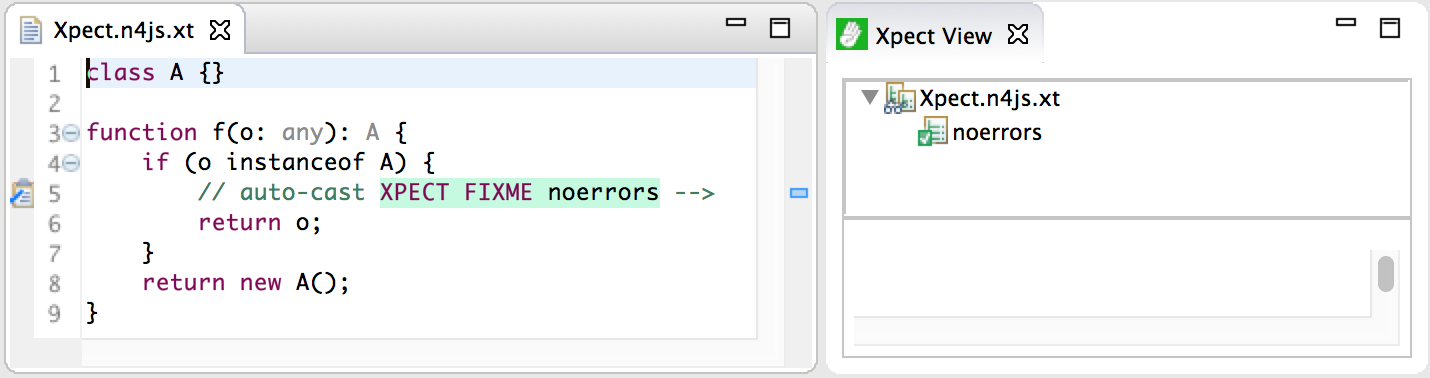 Xpect.n4js.xt
1 class A {}
2
3 function f(o: any): A {
4     if (o instanceof A) {
5         // auto-cast XPECT FIXME noerrors -->
6         return o;
7     }
8     return new A();
9 }
Xpect View
Xpect.n4js.xt
noerrors